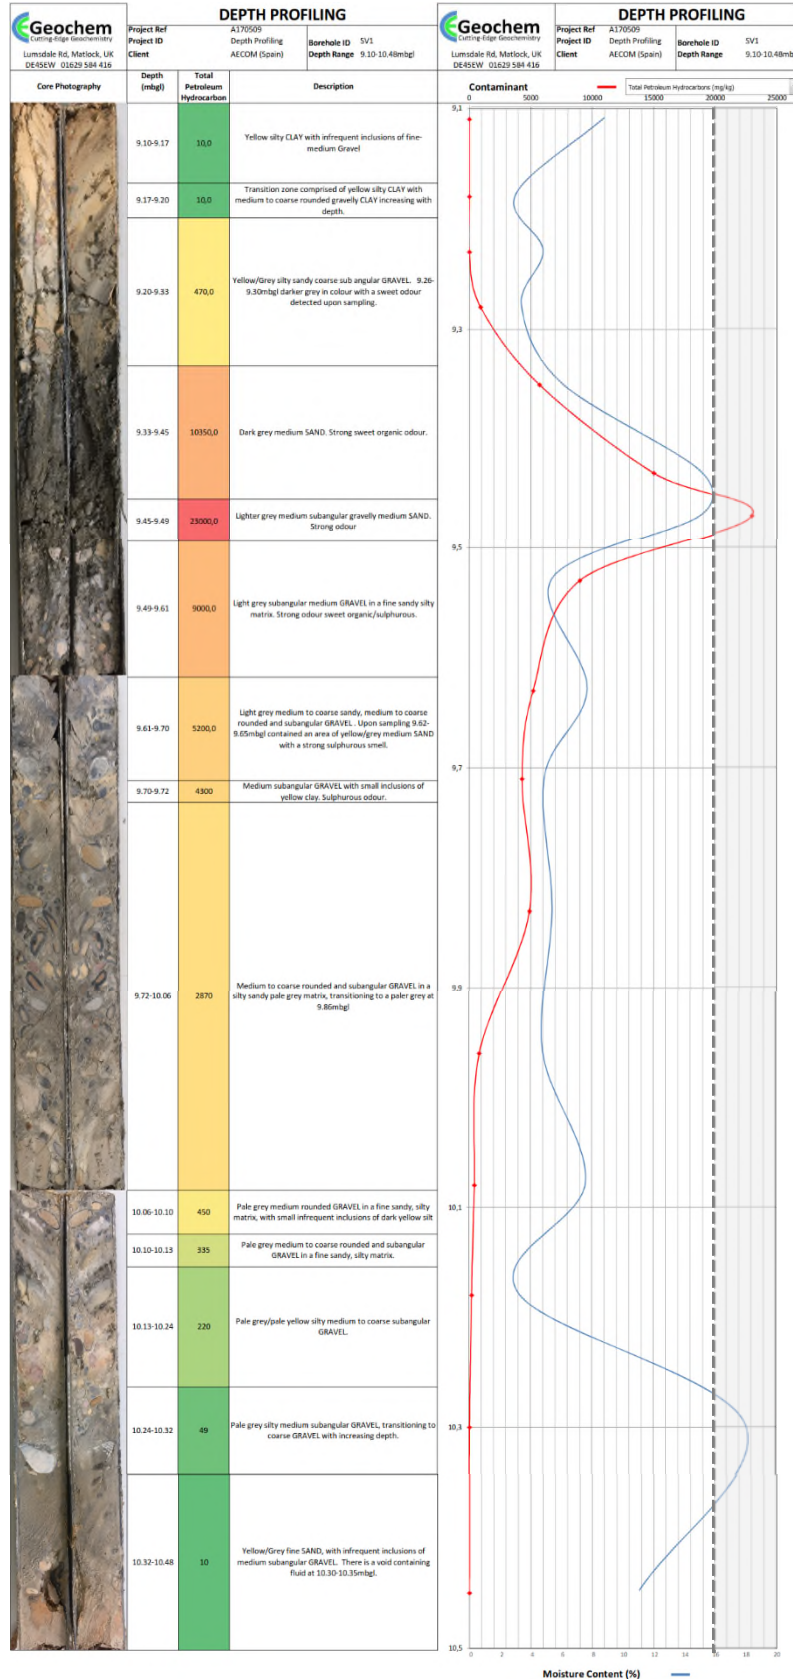 DEPTH PROFILING
Geochem
Cutting-Edge Geochemistry
Lumsdale Rd, Matlock, UK
DE45EW 01629 584 416
Project Ref A170509
Project ID Depth Profiling Borehole ID SV1
Client AECOM (Spain) Depth Range 9.10-10.48mbgl
Core Photography
Depth (mbgl)
Total Petroleum Hydrocarbon
Description
9.10-9.17 10,0 Yellow silty CLAY with infrequent inclusions of fine-
medium Gravel
9.17-9.20 10,0 Transition zone comprised of yellow silty CLAY with
medium to coarse rounded gravelly CLAY increasing with
depth.
9.20-9.33 470,0 Yellow/Grey silty sandy coarse sub angular GRAVEL. 9.26-
9.30mbgl darker grey in colour with a sweet odour
detected upon sampling.
9.33-9.45 10350,0 Dark grey medium SAND. Strong sweet organic odour.
9.45-9.49 23000,0 Lighter grey medium subangular gravelly medium SAND.
Strong odour
9.49-9.61 9000,0 Light grey subangular medium GRAVEL in a fine sandy silty
matrix. Strong odour sweet organic/sulphurous.
9.61-9.70 5200,0 Light grey medium to coarse sandy, medium to coarse
rounded and subangular GRAVEL . Upon sampling 9.62-
9.65mbgl contained an area of yellow/grey medium SAND
with a strong sulphurous smell.
9.70-9.72 4300 Medium subangular GRAVEL with small inclusions of
yellow clay. Sulphurous odour.
9.72-10.06 2870 Medium to coarse rounded and subangular GRAVEL in a
silty sandy pale grey matrix, transitioning to a paler grey at
9.86mbgl
10.06-10.10 450 Pale grey medium rounded GRAVEL in a fine sandy, silty
matrix, with small infrequent inclusions of dark yellow silt
10.10-10.13 335 Pale grey medium to coarse rounded and subangular
GRAVEL in a fine sandy, silty matrix.
10.13-10.24 220 Pale grey/pale yellow silty medium to coarse subangular
GRAVEL.
10.24-10.32 49 Pale grey silty medium subangular GRAVEL, transitioning to
coarse GRAVEL with increasing depth.
10.32-10.48 10 Yellow/Grey fine SAND, with infrequent inclusions of
medium subangular GRAVEL. There is a void containing
fluid at 10.30-10.35mbgl.
DEPTH PROFILING
Geochem
Cutting-Edge Geochemistry
Lumsdale Rd, Matlock, UK
DE45EW 01629 584 416
Project Ref A170509
Project ID Depth Profiling Borehole ID SV1
Client AECOM (Spain) Depth Range 9.10-10.48mbgl
Contaminant Total Petroleum Hydrocarbons (mg/kg)
0 5000 10000 15000 20000 25000
9,1
9,3
9,5
9,7
9,9
10,1
10,3
10,5
0 2 4 6 8 10 12 14 16 18 20
Moisture Content (%)